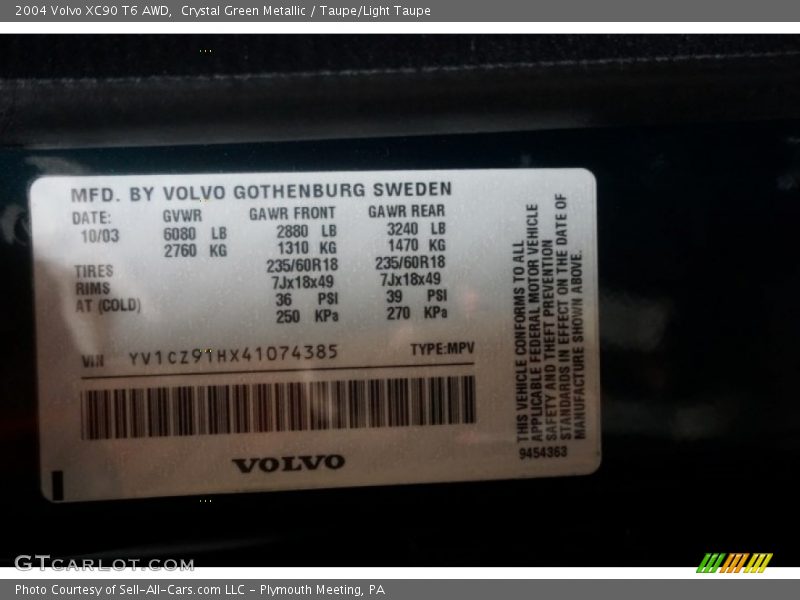 2004 Volvo XC90 T6 AWD,  Crystal Green Metallic / Taupe/Light Taupe
MFD. BY VOLVO GOTHENBURG SWEDEN
DATE: GVWR GAWR FRONT GAWR REAR
10/03 6080 LB 2880 LB 3240 LB
2760 KG 1310 KG 1470 KG
TIRES 235/60R18 235/60R18
RIMS 7Jx18x49 7Jx18x49
AT (COLD) 36 PSI 39 PSI
250 KPa 270 KPa
VIN YV1CZ91HX41074385 TYPE:MPV
VOLVO
THIS VEHICLE CONFORMS TO ALL
APPLICABLE FEDERAL MOTOR VEHICLE
SAFETY AND THEFT PREVENTION
STANDARDS IN EFFECT ON THE DATE OF
MANUFACTURE SHOWN ABOVE.
9454363
GTCARLOT.COM
Photo Courtesy of Sell-All-Cars.com LLC - Plymouth Meeting, PA